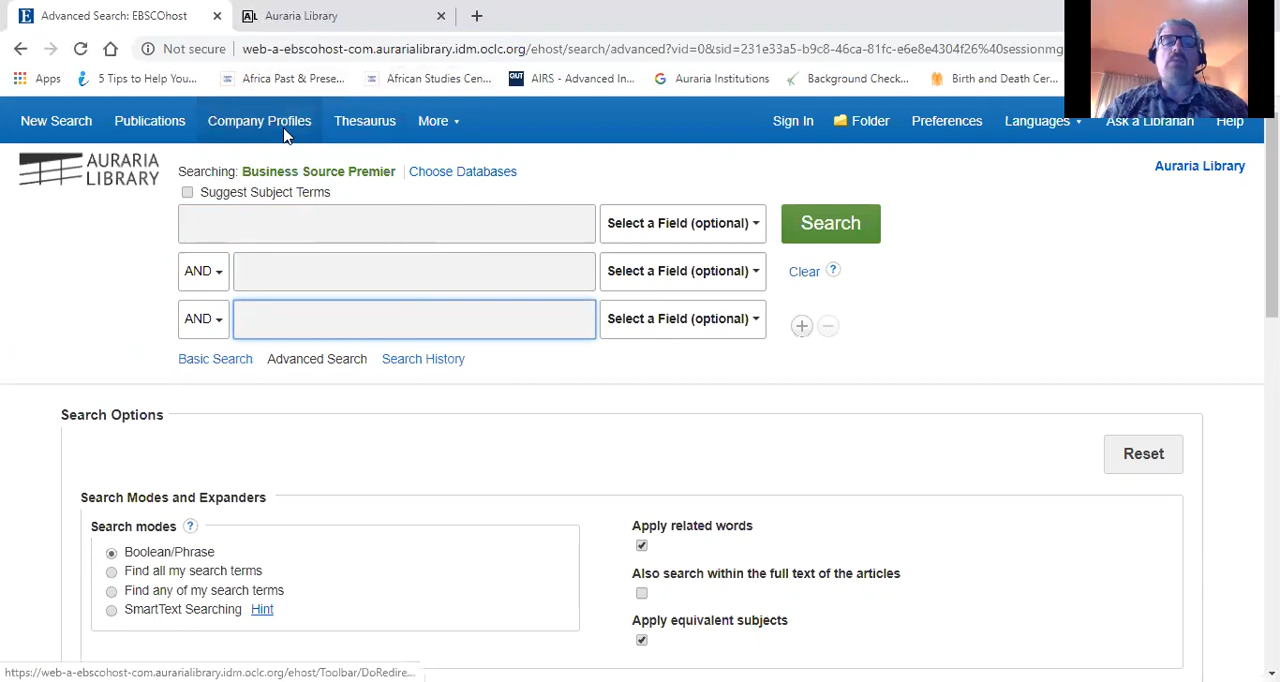 Advanced Search: EBSCOhost
AL Auraria Library
Not secure web-a-ebscohost-com.aurarialibrary.idm.oclc.org/ehost/search/advanced?vid=0&sid=231e33a5-b9c8-46ca-81fc-e6e8e4304f26%40sessionmg
Apps 5 Tips to Help You... Africa Past & Prese... African Studies Cen... OUT AIRS - Advanced In... Auraria Institutions Background Check... Birth and Death Cer...
New Search Publications Company Profiles Thesaurus More Sign In Folder Preferences Languages Ask a Librarian Help
AURARIA LIBRARY
Searching: Business Source Premier Choose Databases
Auraria Library
Suggest Subject Terms
Select a Field (optional) Search
AND Select a Field (optional) Clear ?
AND Select a Field (optional)
Basic Search Advanced Search Search History
Search Options
Reset
Search Modes and Expanders
Search modes ?
Boolean/Phrase
Find all my search terms
Find any of my search terms
SmartText Searching Hint
Apply related words
Also search within the full text of the articles
Apply equivalent subjects
https://web-a-ebscohost-com.aurarialibrary.idm.oclc.org/ehost/Toolbar/DoRedire...